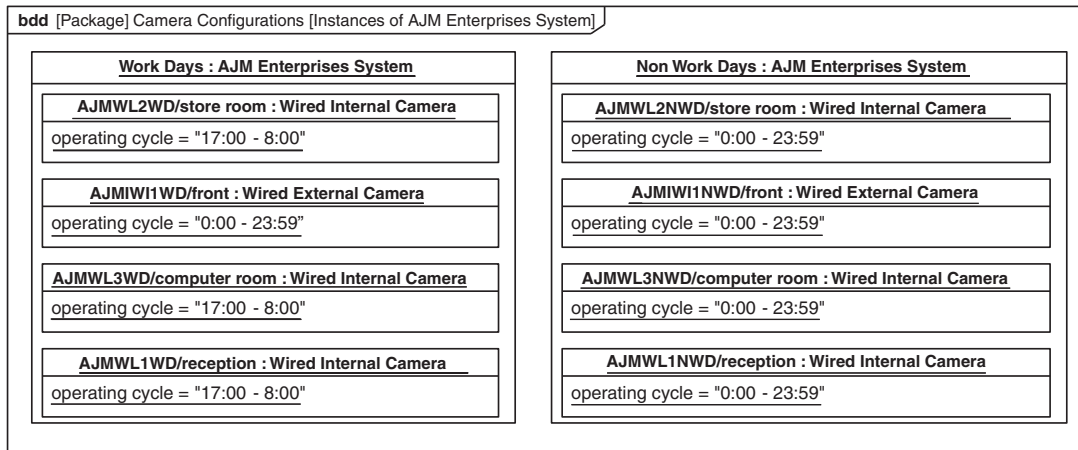 bdd [Package] Camera Configurations [Instances of AJM Enterprises System]
Work Days : AJM Enterprises System
AJMWL2WD/store room : Wired Internal Camera
operating cycle = "17:00 - 8:00"
AJMIWI1WD/front : Wired External Camera
operating cycle = "0:00 - 23:59”
AJMWL3WD/computer room : Wired Internal Camera
operating cycle = "17:00 - 8:00"
AJMWL1WD/reception : Wired Internal Camera
operating cycle = "17:00 - 8:00"
Non Work Days : AJM Enterprises System
AJMWL2NWD/store room : Wired Internal Camera
operating cycle = "0:00 - 23:59"
AJMIWI1NWD/front : Wired External Camera
operating cycle = "0:00 - 23:59"
AJMWL3NWD/computer room : Wired Internal Camera
operating cycle = "0:00 - 23:59"
AJMWL1NWD/reception : Wired Internal Camera
operating cycle = "0:00 - 23:59"